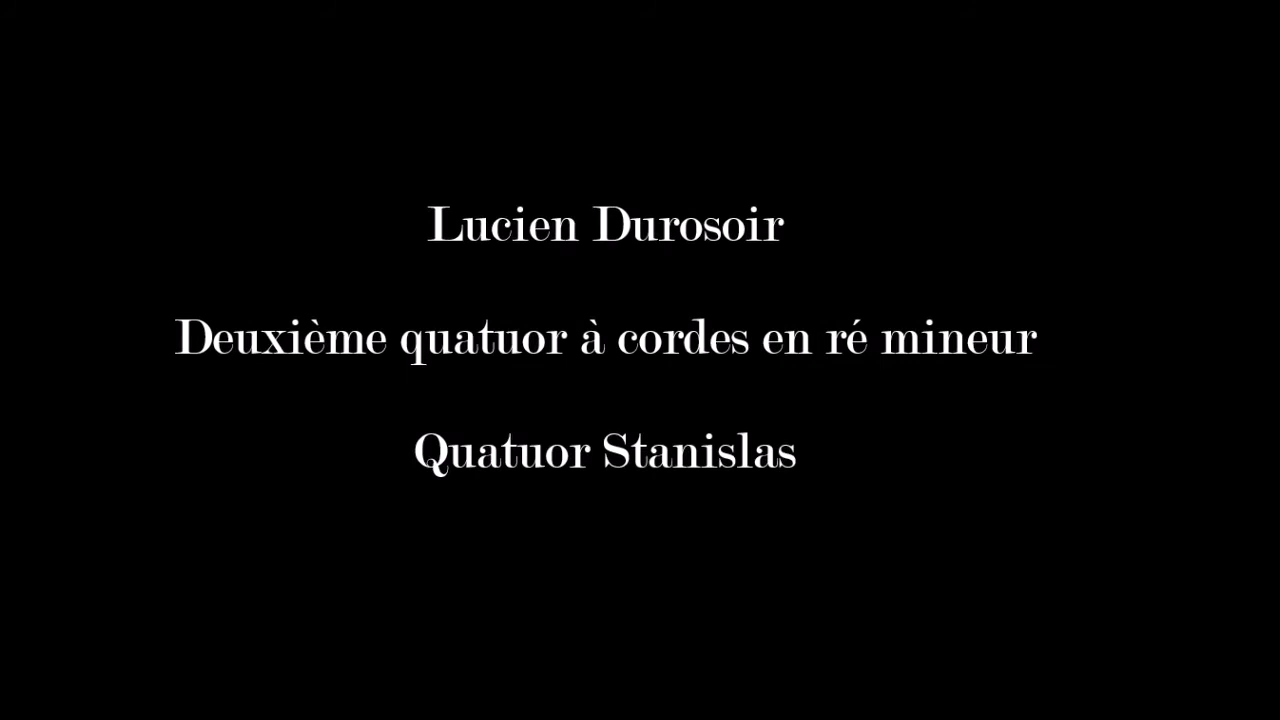 Lucien Durosoir
Deuxième quatuor à cordes en ré mineur
Quatuor Stanislas